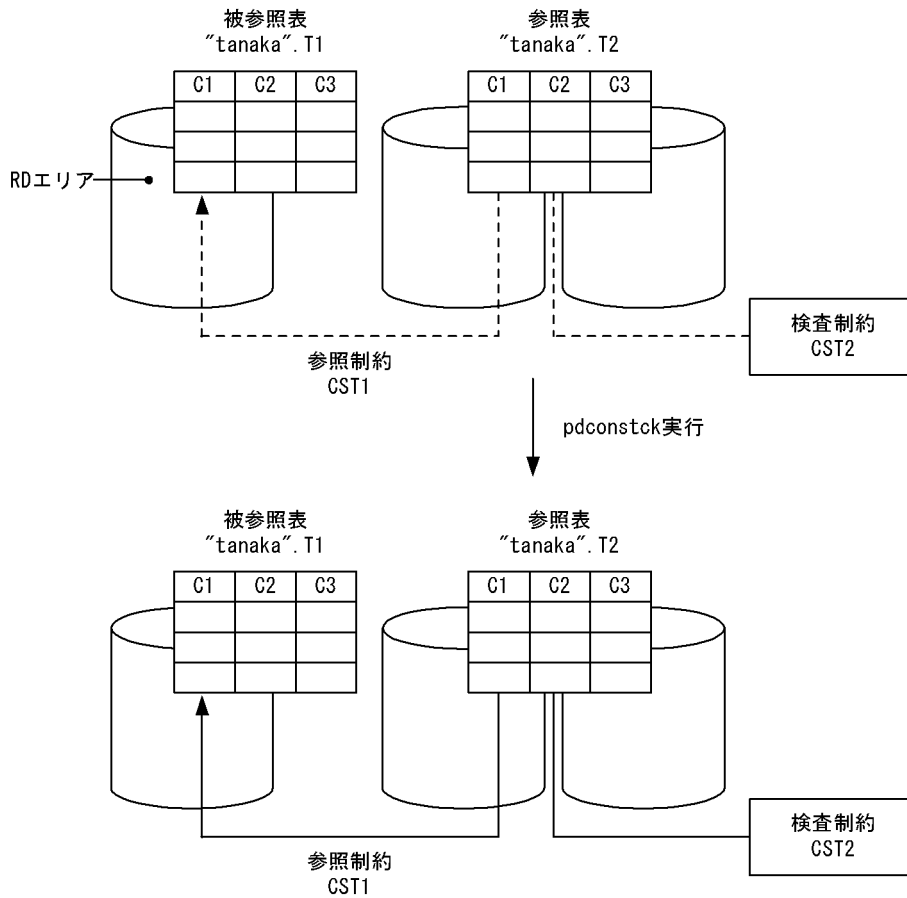 被参照表
"tanaka".T1
参照表
"tanaka".T2
C1 C2 C3
C1 C2 C3
RDエリア
検査制約
CST2
参照制約
CST1
pdconstck実行
被参照表
"tanaka".T1
参照表
"tanaka".T2
C1 C2 C3
C1 C2 C3
検査制約
CST2
参照制約
CST1